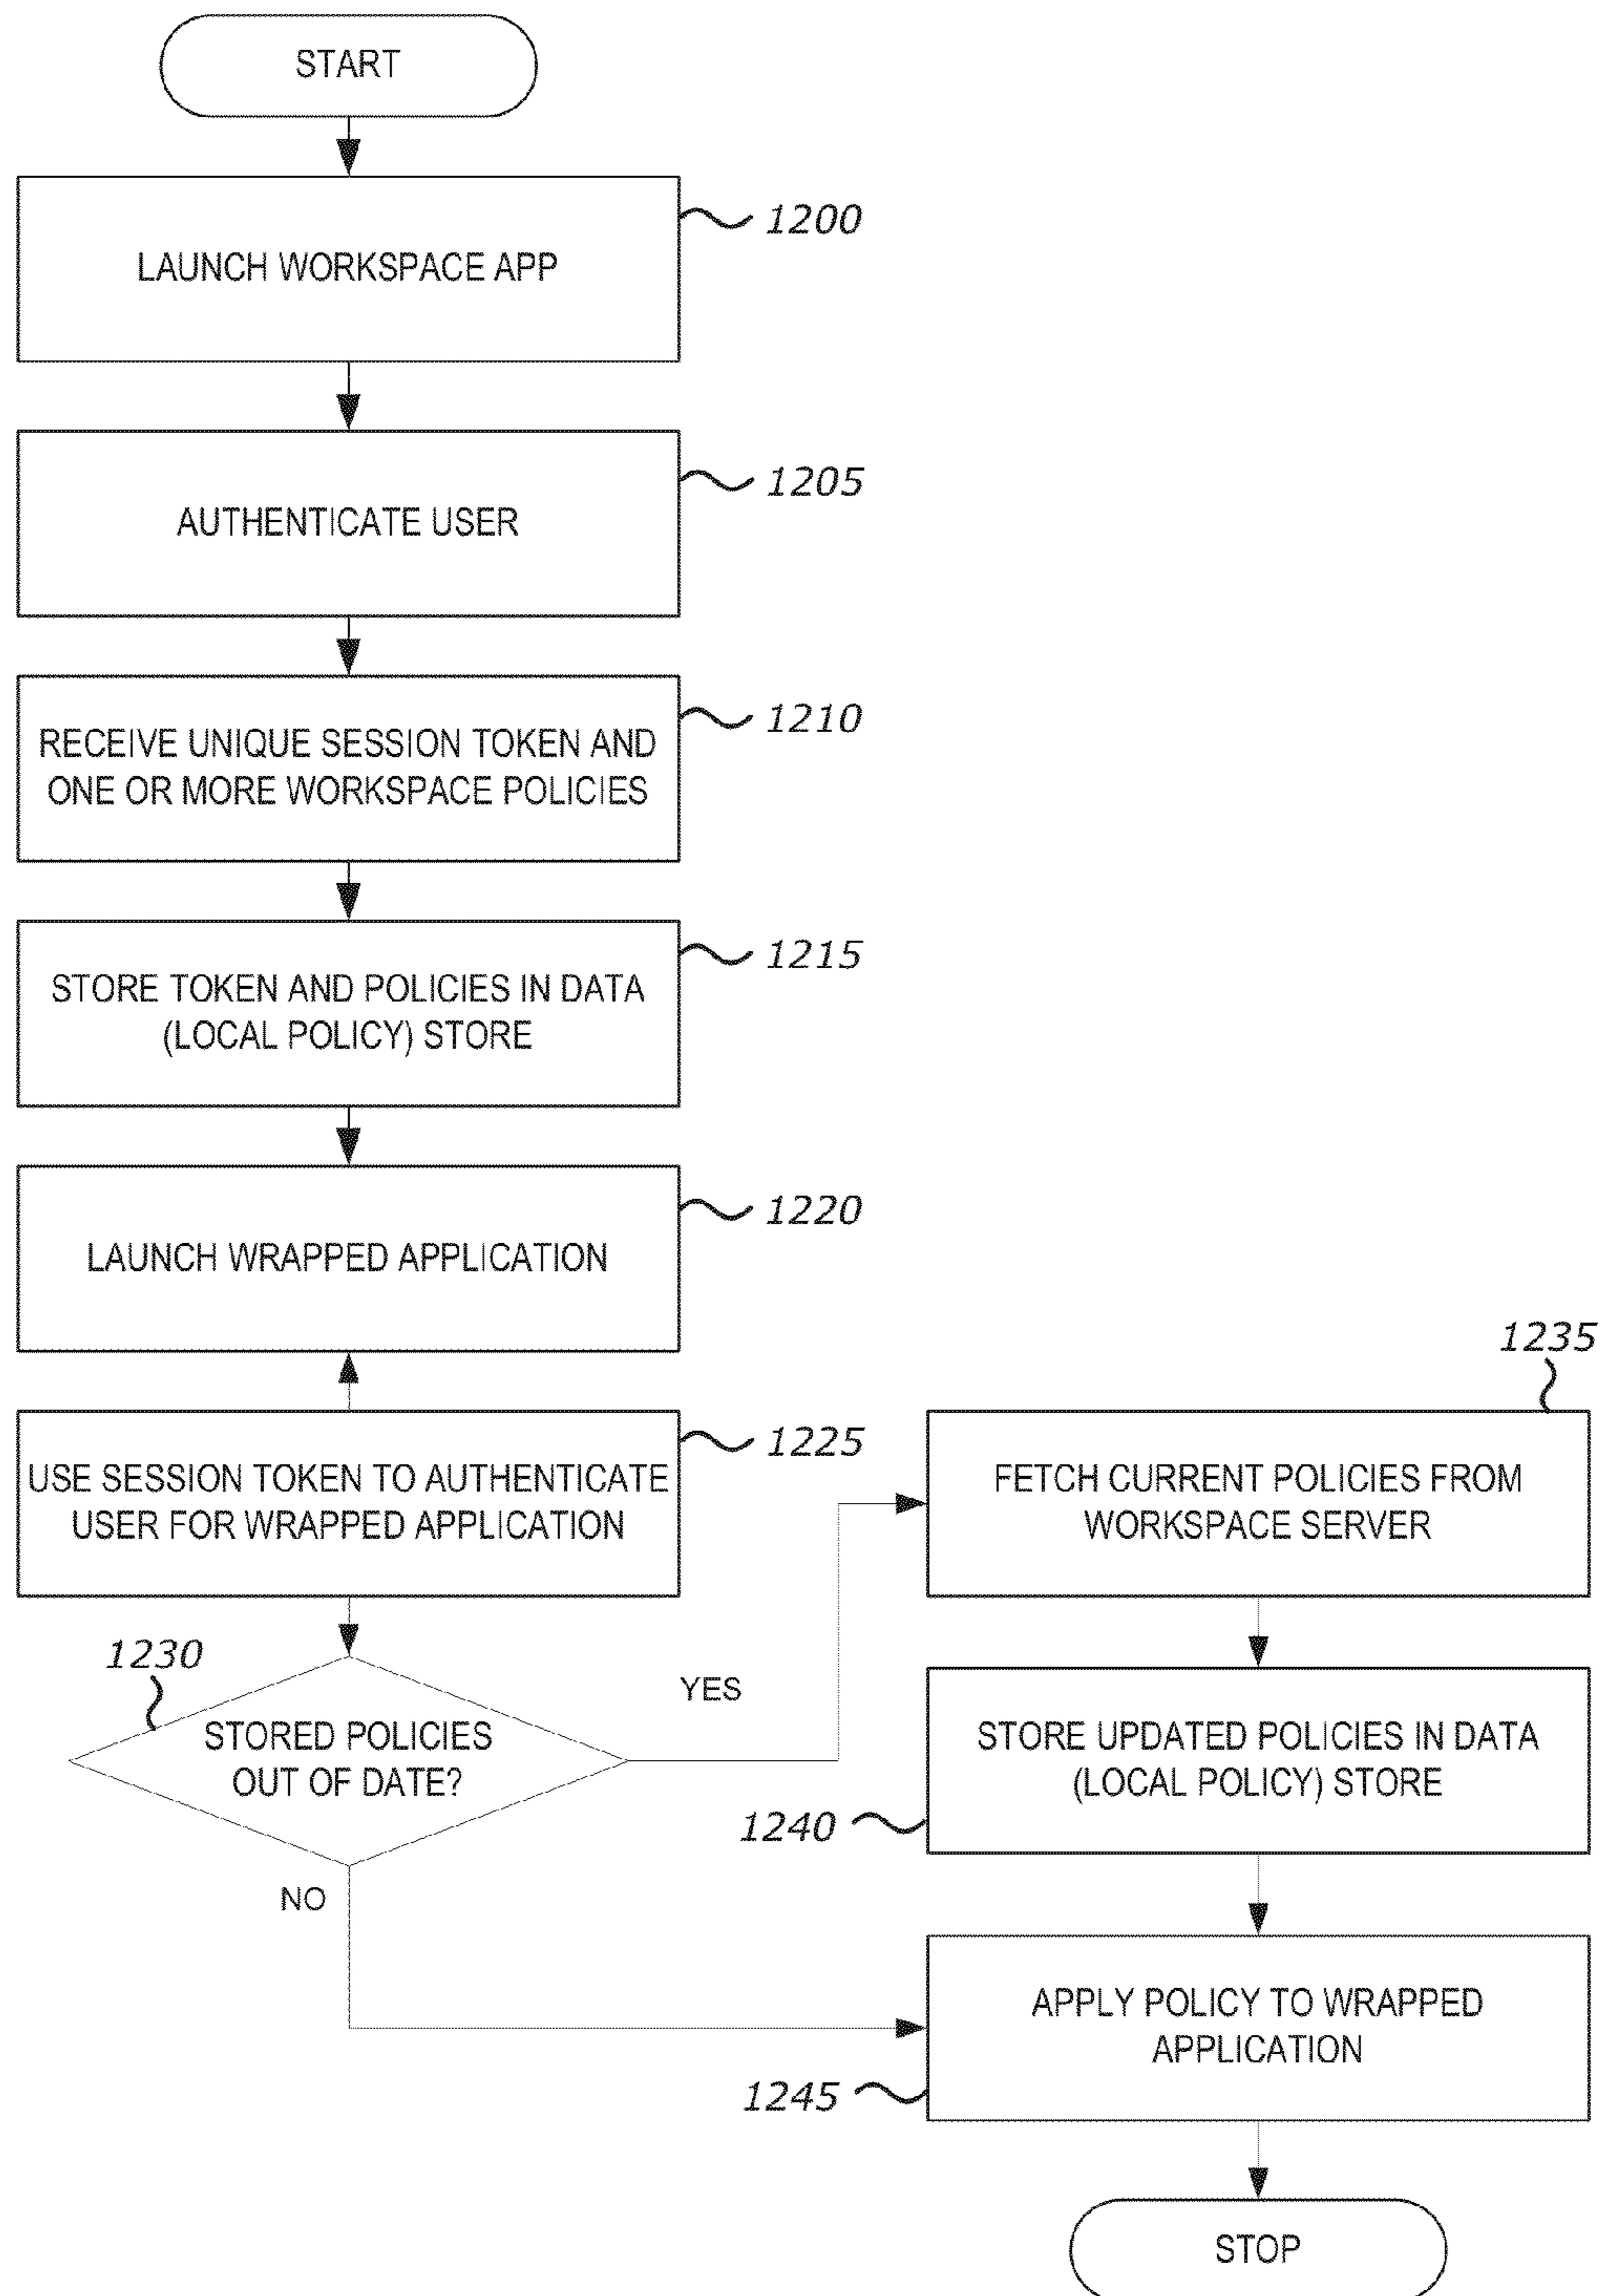 START
1200
LAUNCH WORKSPACE APP
1205
AUTHENTICATE USER
1210
RECEIVE UNIQUE SESSION TOKEN AND
ONE OR MORE WORKSPACE POLICIES
1215
STORE TOKEN AND POLICIES IN DATA
(LOCAL POLICY) STORE
1220
LAUNCH WRAPPED APPLICATION
1225
USE SESSION TOKEN TO AUTHENTICATE
USER FOR WRAPPED APPLICATION
1230
STORED POLICIES
OUT OF DATE?
YES
NO
1235
FETCH CURRENT POLICIES FROM
WORKSPACE SERVER
STORE UPDATED POLICIES IN DATA
(LOCAL POLICY) STORE
1240
APPLY POLICY TO WRAPPED
APPLICATION
1245
STOP